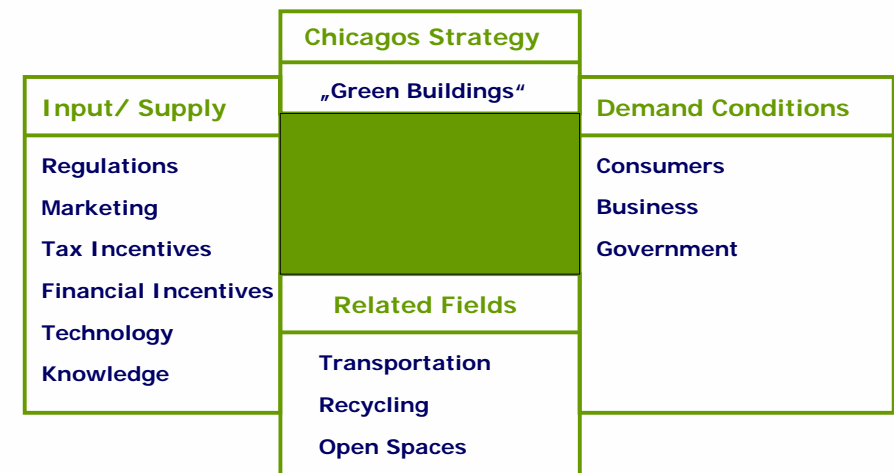 Chicagos Strategy
„Green Buildings“
Input/ Supply
Regulations
Marketing
Tax Incentives
Financial Incentives
Technology
Knowledge
Demand Conditions
Consumers
Business
Government
Related Fields
Transportation
Recycling
Open Spaces